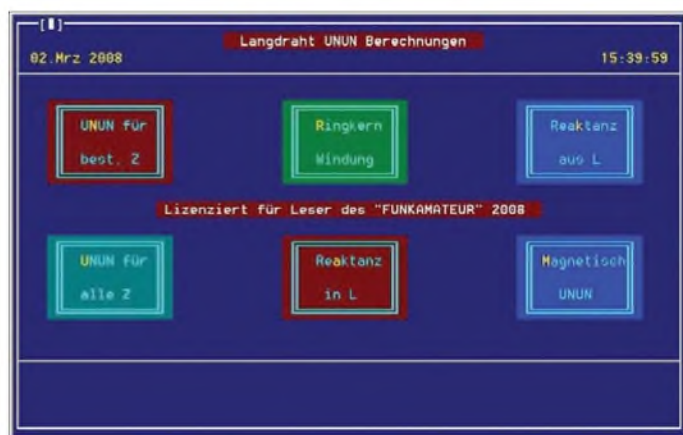 [▮]
Langdraht UNUN Berechnungen
02.Mrz 2008 15:39:59
UNUN für Ringkern Reaktanz
best. Z Windung aus L
Lizenziert für Leser des "FUNKAMATEUR" 2008
UNUN für Reaktanz Magnetisch
alle Z in L UNUN